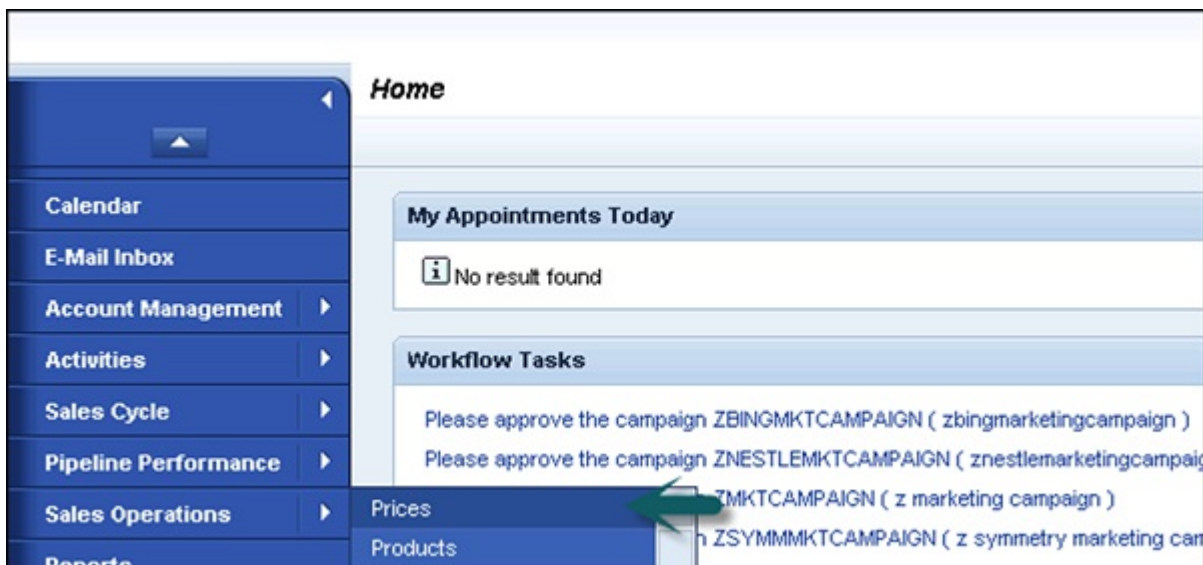 Home
Calendar
E-Mail Inbox
Account Management
Activities
Sales Cycle
Pipeline Performance
Sales Operations
Reports
My Appointments Today
No result found
Workflow Tasks
Please approve the campaign ZBINGMKTCAMPAIGN ( zbingmarketingcampaign )
Please approve the campaign ZNESTLEMKTCAMPAIGN ( znestlemarketingcampaig
ZMKTCAMPAIGN ( z marketing campaign )
n ZSYMMMKTCAMPAIGN ( z symmetry marketing cam
Prices
Products